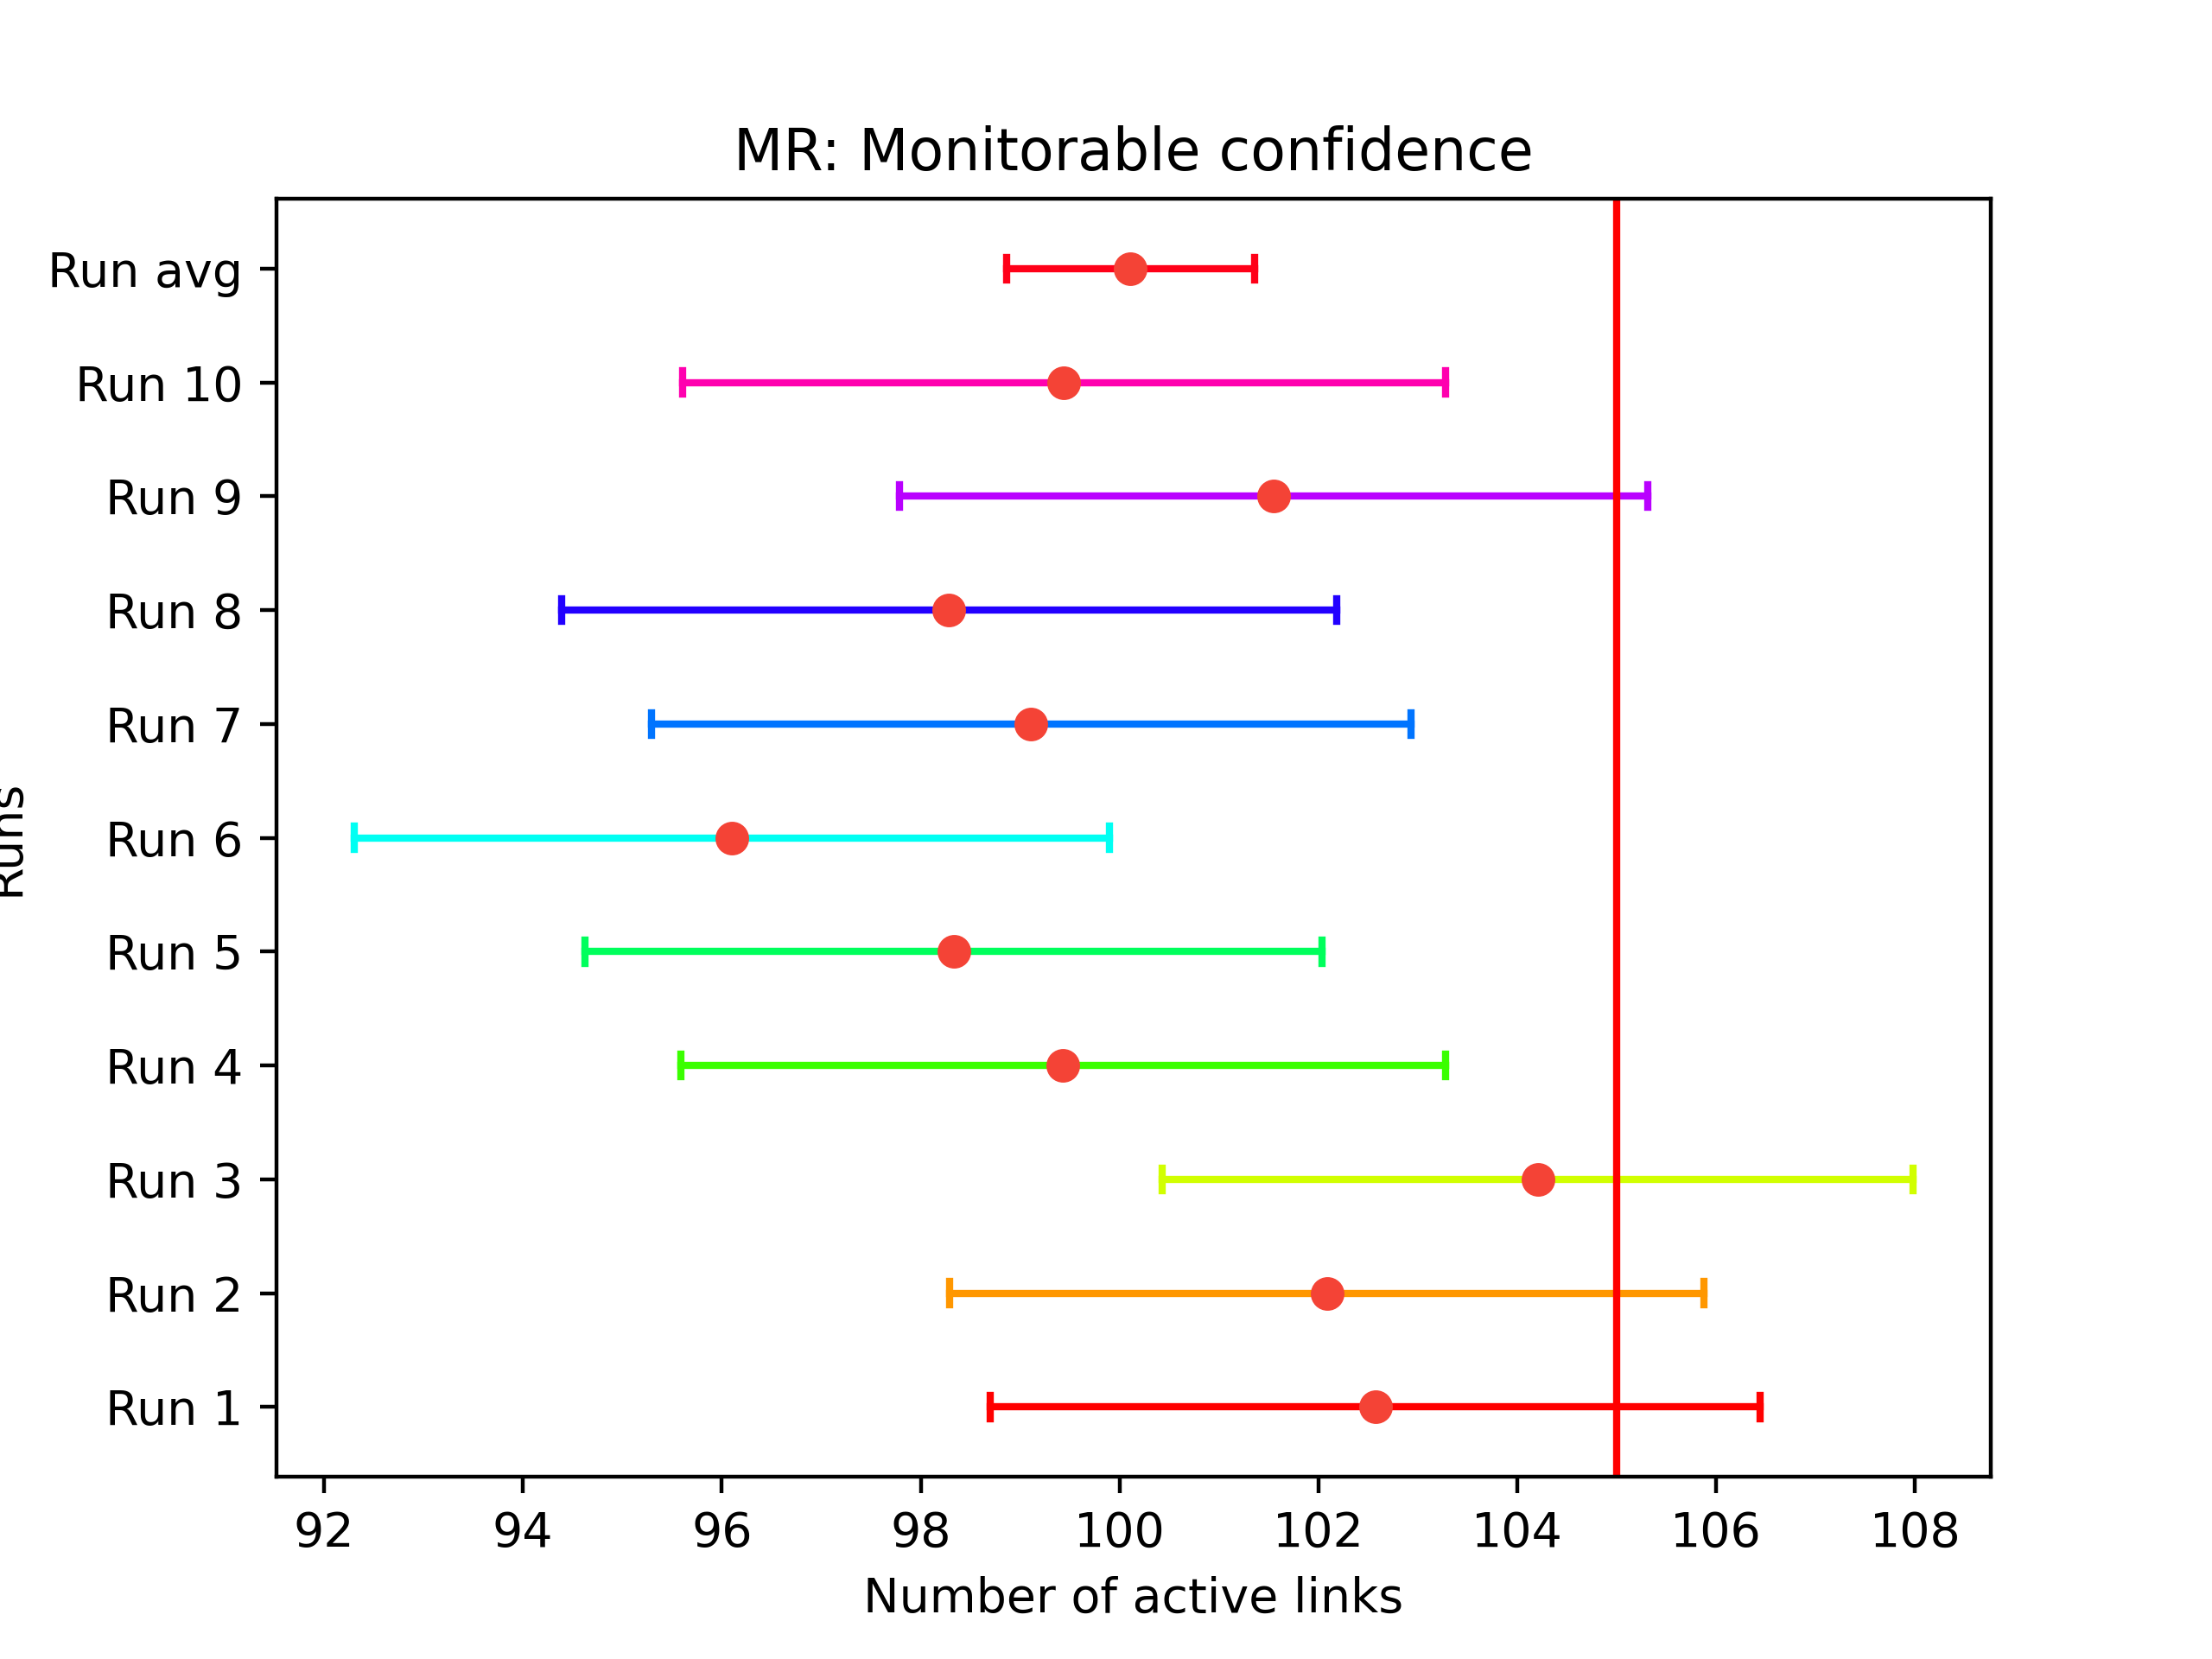 MR: Monitorable confidence
Run avg
Run 10
Run 9
Run 8
Run 7
Run 6
Run 5
Run 4
Run 3
Run 2
Run 1
Runs
92 94 96 98 100 102 104 106 108
Number of active links